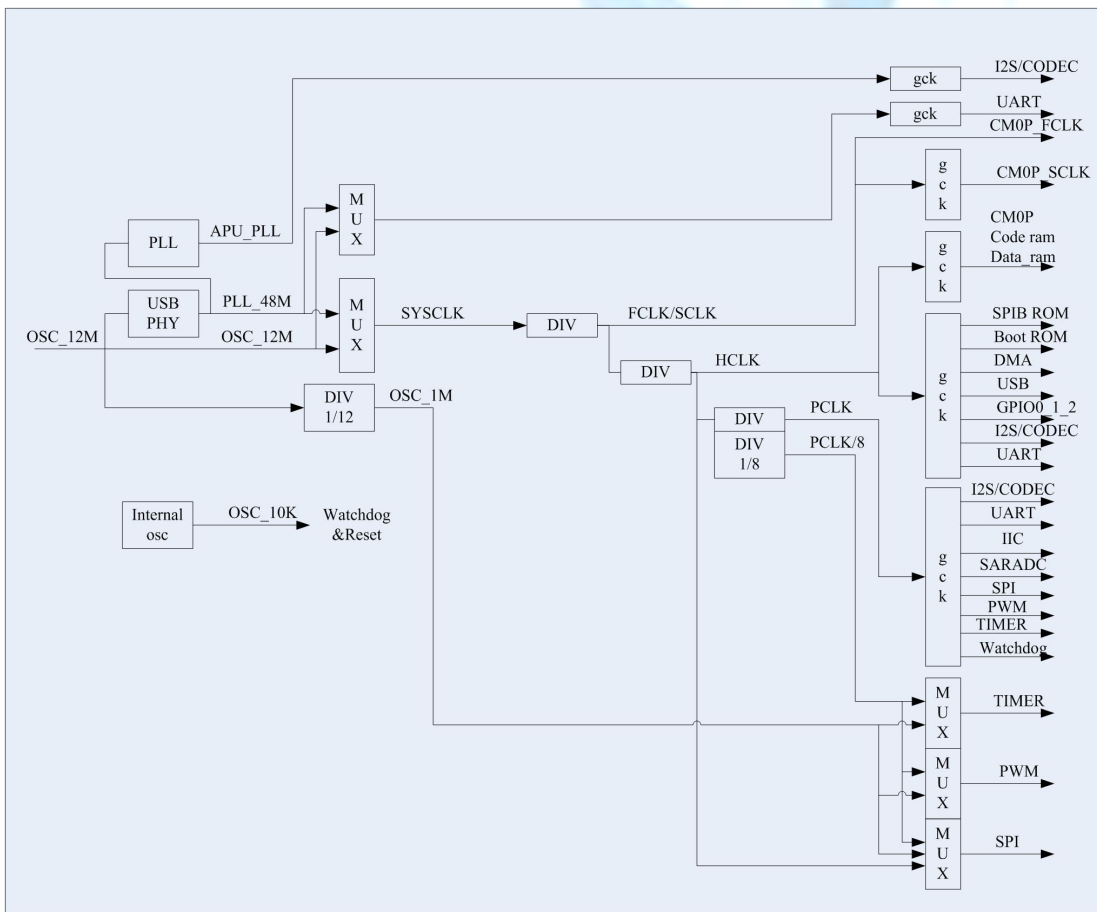 I2S/CODEC
gck
UART
gck
CM0P_FCLK
g
c
k
CM0P_SCLK
M
U
X
CM0P
Code ram
Data_ram
g
c
k
PLL
APU_PLL
USB
PHY
PLL_48M
M
U
X
SYSCLK
DIV
FCLK/SCLK
OSC_12M
OSC_12M
DIV
HCLK
SPIB ROM
Boot ROM
DMA
USB
GPIO0_1_2
I2S/CODEC
UART
g
c
k
DIV
1/12
OSC_1M
DIV
PCLK
DIV
1/8
PCLK/8
Internal
osc
OSC_10K
Watchdog
&Reset
I2S/CODEC
UART
IIC
SARADC
SPI
PWM
TIMER
Watchdog
g
c
k
M
U
X
TIMER
M
U
X
PWM
M
U
X
SPI